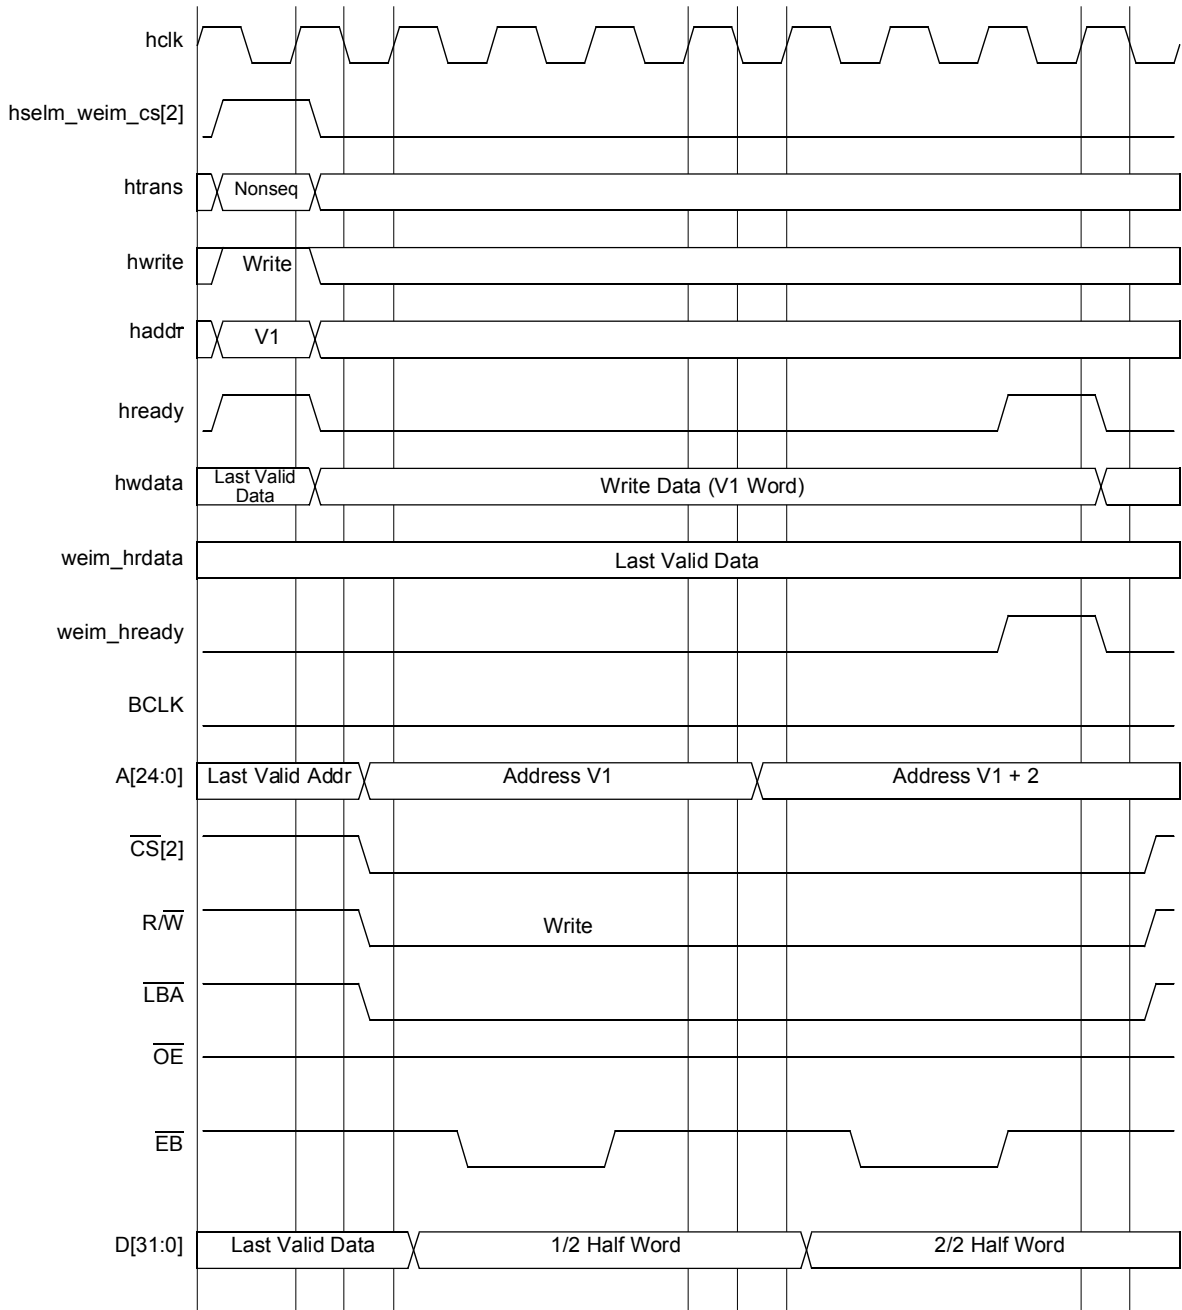 hclk
hselm_weim_cs[2]
htrans
Nonseq
hwrite
Write
haddr
V1
hready
hwdata
Last Valid
Data
Write Data (V1 Word)
weim_hrdata
Last Valid Data
weim_hready
BCLK
A[24:0]
Last Valid Addr
Address V1
Address V1 + 2
CS[2]
R/W
Write
LBA
OE
EB
D[31:0]
Last Valid Data
1/2 Half Word
2/2 Half Word